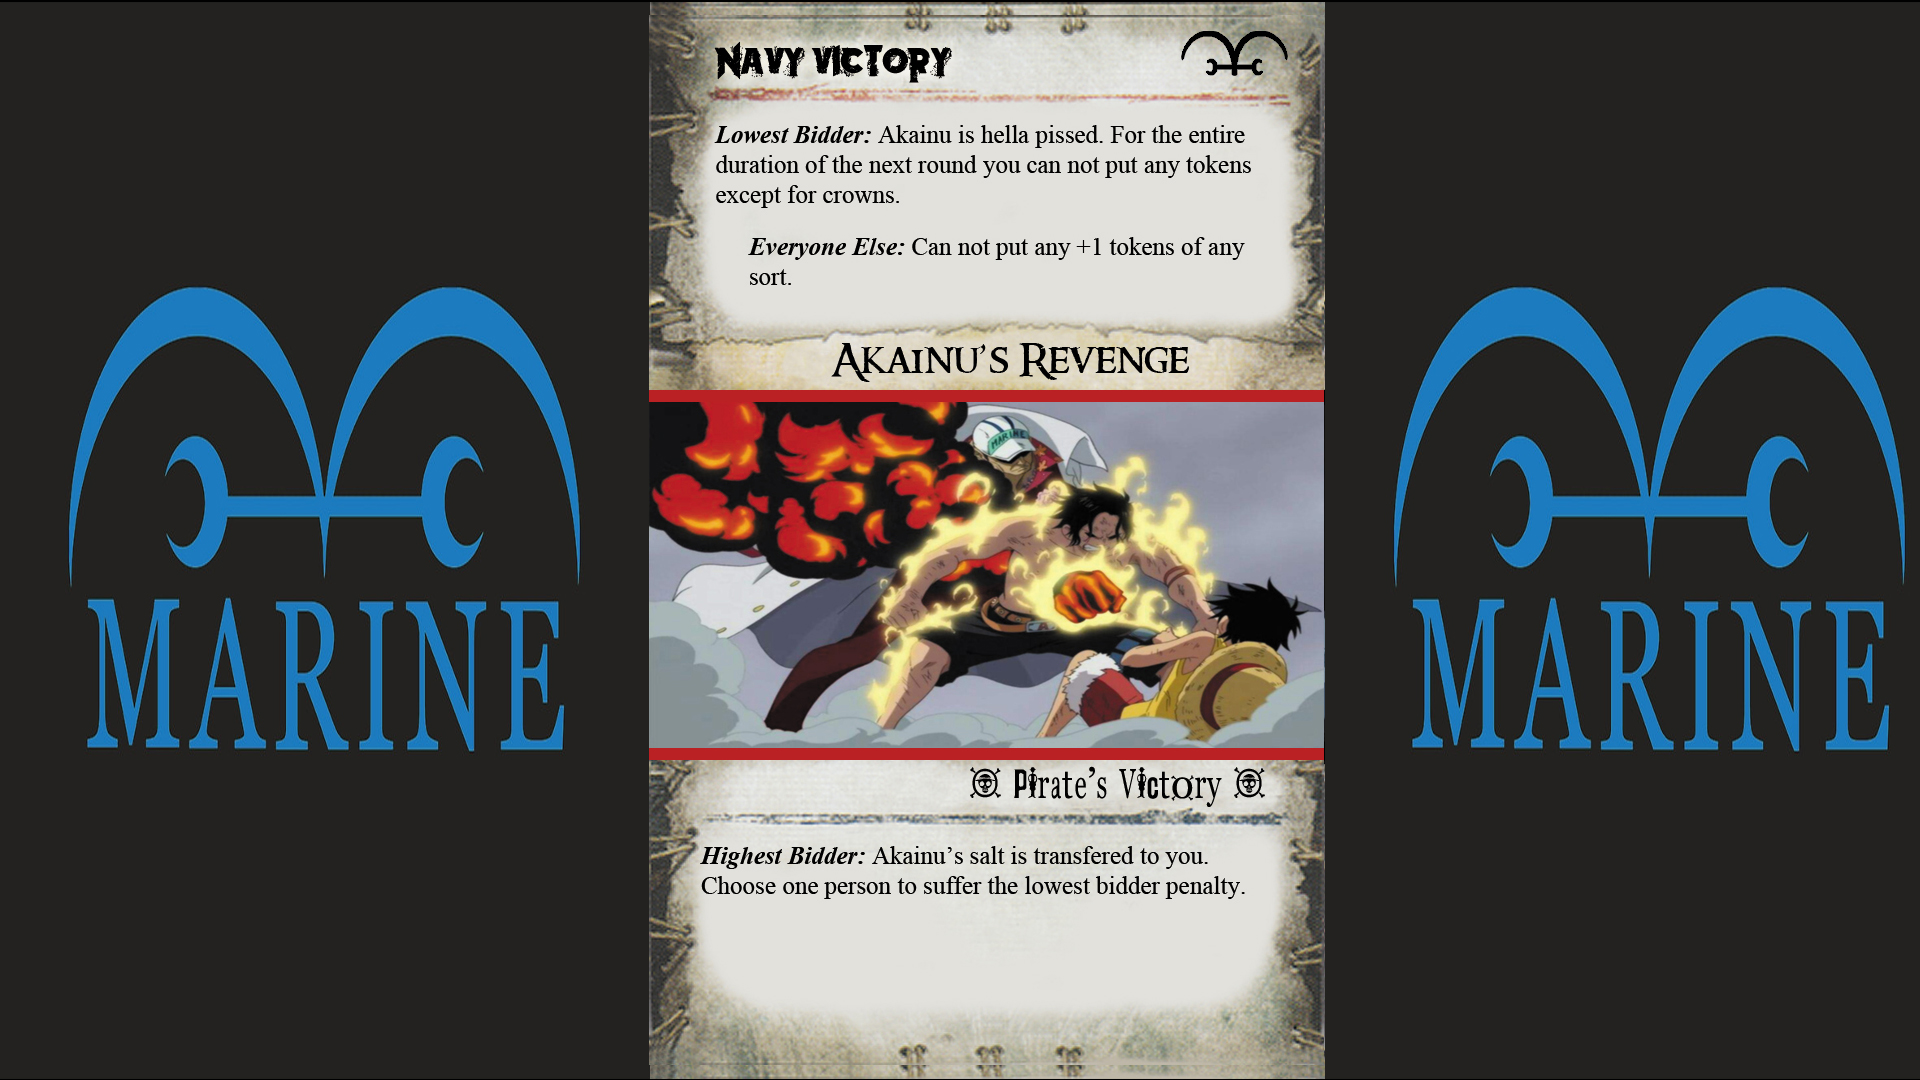 NAVY VICTORY
Lowest Bidder: Akainu is hella pissed. For the entire
duration of the next round you can not put any tokens
except for crowns.
Everyone Else: Can not put any +1 tokens of any
sort.
AKAINU'S REVENGE
MARINE
MARINE
MARINE
Pirate's Victory
Highest Bidder: Akainu's salt is transfered to you.
Choose one person to suffer the lowest bidder penalty.